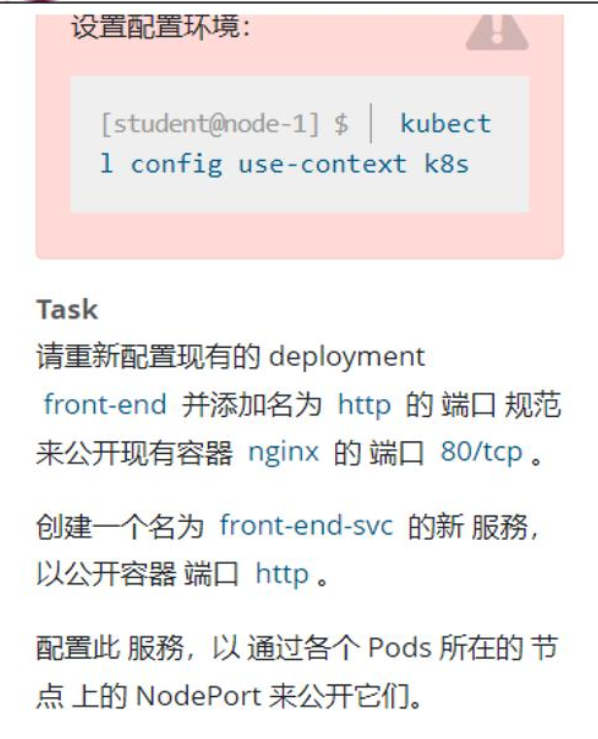 设置配置环境：
[student@node-1] $ | kubect
l config use-context k8s
Task
请重新配置现有的 deployment
front-end 并添加名为 http 的 端口 规范
来公开现有容器 nginx 的 端口 80/tcp 。
创建一个名为 front-end-svc 的新 服務，
以公开容器 端口 http 。
配置此 服務，以 通过各个 Pods 所在的 节
点 上的 NodePort 来公开它们。